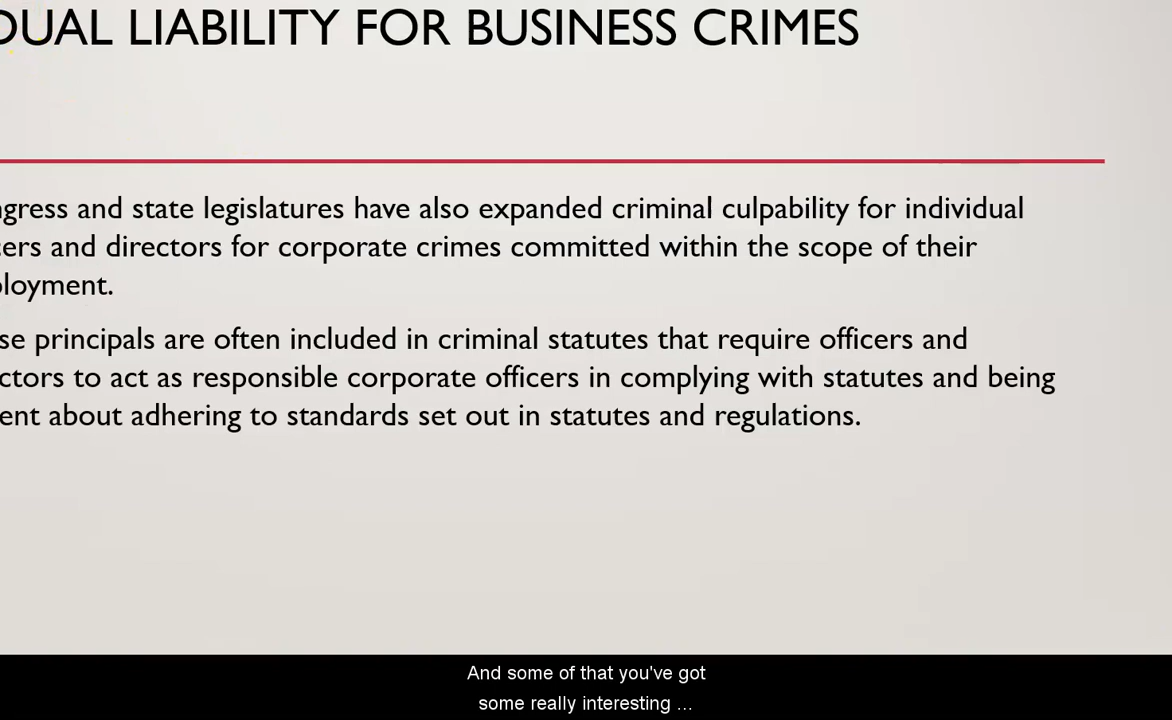 DUAL LIABILITY FOR BUSINESS CRIMES
ngress and state legislatures have also expanded criminal culpability for individual
cers and directors for corporate crimes committed within the scope of their
ployment.
se principals are often included in criminal statutes that require officers and
ctors to act as responsible corporate officers in complying with statutes and being
ent about adhering to standards set out in statutes and regulations.
And some of that you've got
some really interesting ...